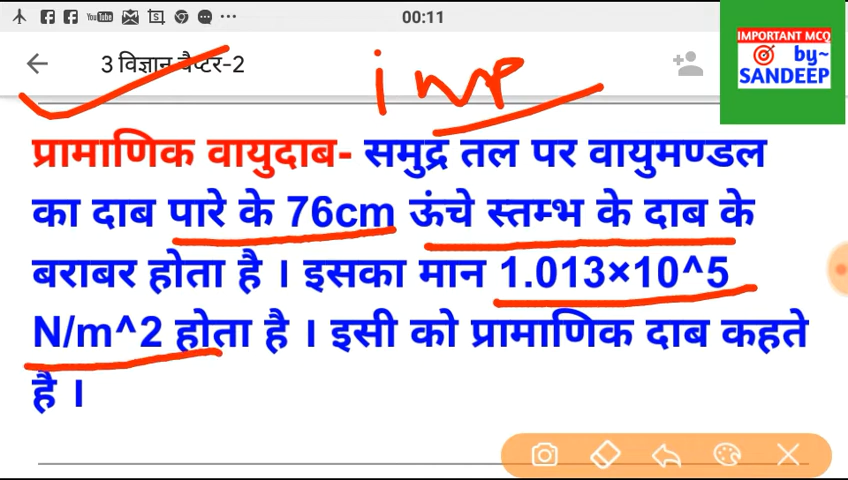 00:11
IMPORTANT MCQ
by~
SANDEEP
3 विज्ञान चैप्टर-2
imp
प्रामाणिक वायुदाब- समुद्र तल पर वायुमण्डल
का दाब पारे के 76cm ऊंचे स्तम्भ के दाब के
बराबर होता है । इसका मान 1.013×10^5
N/m^2 होता है । इसी को प्रामाणिक दाब कहते
है ।